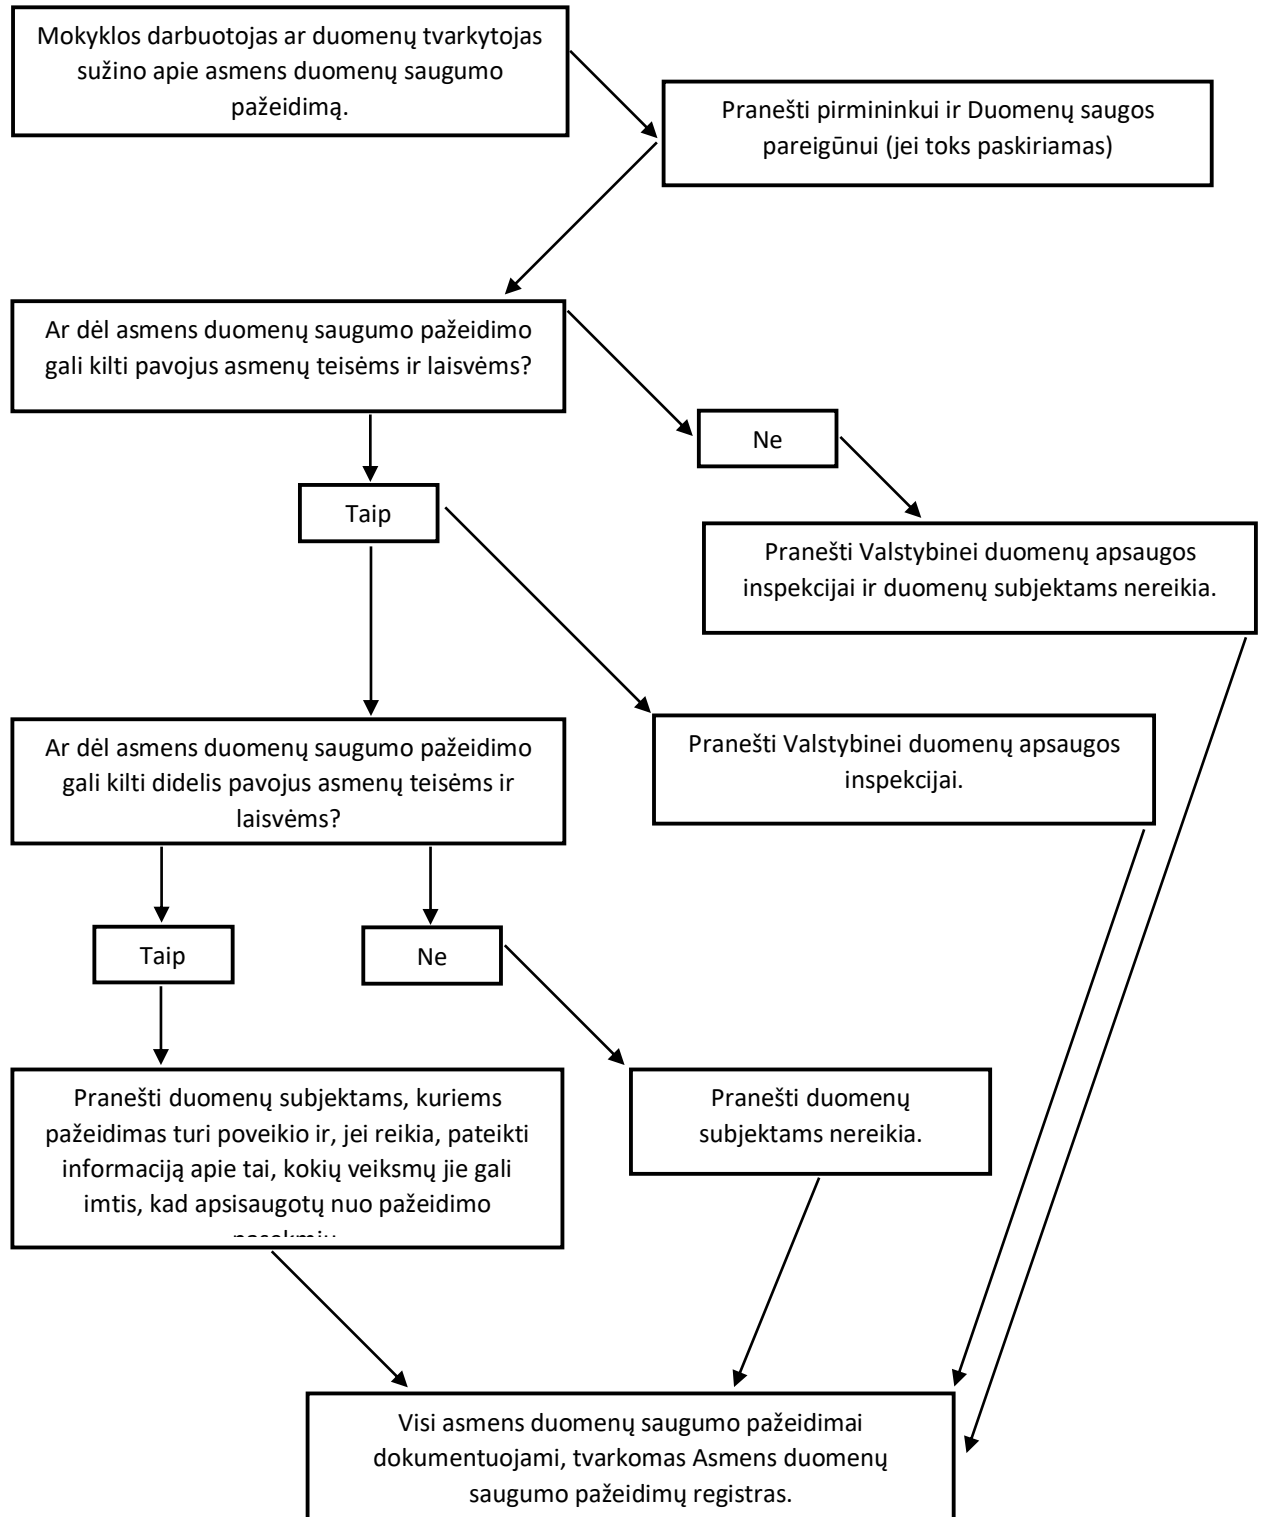 Mokyklos darbuotojas ar duomenų tvarkytojas
sužino apie asmens duomenų saugumo
pažeidimą.
Pranešti pirmininkui ir Duomenų saugos
pareigūnui (jei toks paskiriamas)
Ar dėl asmens duomenų saugumo pažeidimo
gali kilti pavojus asmenų teisėms ir laisvėms?
Ne
Taip
Pranešti Valstybinei duomenų apsaugos
inspekcijai ir duomenų subjektams nereikia.
Ar dėl asmens duomenų saugumo pažeidimo
gali kilti didelis pavojus asmenų teisėms ir
laisvėms?
Pranešti Valstybinei duomenų apsaugos
inspekcijai.
Taip
Ne
Pranešti duomenų subjektams, kuriems
pažeidimas turi poveikio ir, jei reikia, pateikti
informaciją apie tai, kokių veiksmų jie gali
imtis, kad apsisaugotų nuo pažeidimo
Pranešti duomenų
subjektams nereikia.
Visi asmens duomenų saugumo pažeidimai
dokumentuojami, tvarkomas Asmens duomenų
saugumo pažeidimų registras.